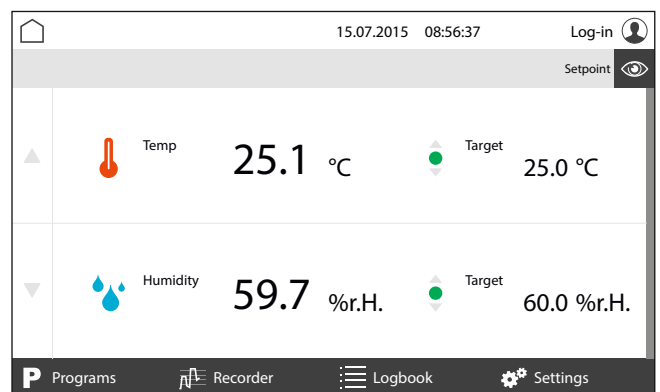 15.07.2015 08:56:37 Log-in
Setpoint
Temp 25.1 °C Target 25.0 °C
Humidity 59.7 %r.H. Target 60.0 %r.H.
P Programs Recorder Logbook Settings